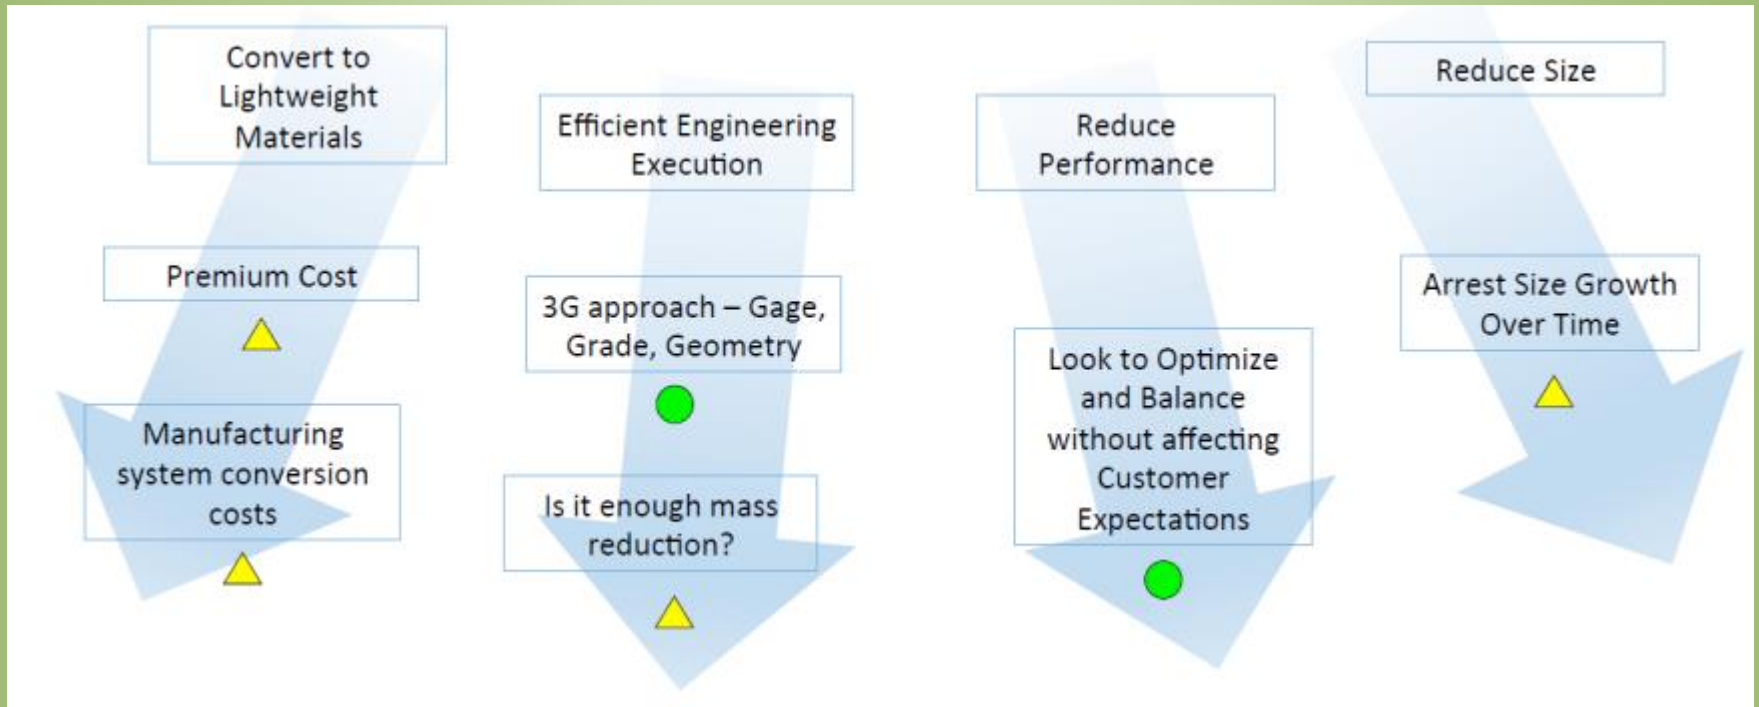 Convert to
Lightweight
Materials
Premium Cost
Manufacturing
system conversion
costs
Efficient Engineering
Execution
3G approach – Gage,
Grade, Geometry
Is it enough mass
reduction?
Reduce
Performance
Look to Optimize
and Balance
without affecting
Customer
Expectations
Reduce Size
Arrest Size Growth
Over Time